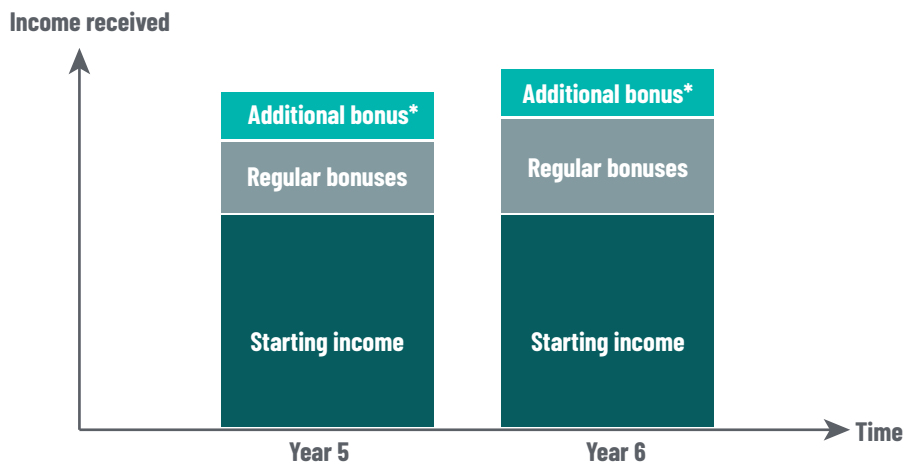 Income received
Additional bonus*
Regular bonuses
Starting income
Additional bonus*
Regular bonuses
Starting income
Time
Year 5
Year 6